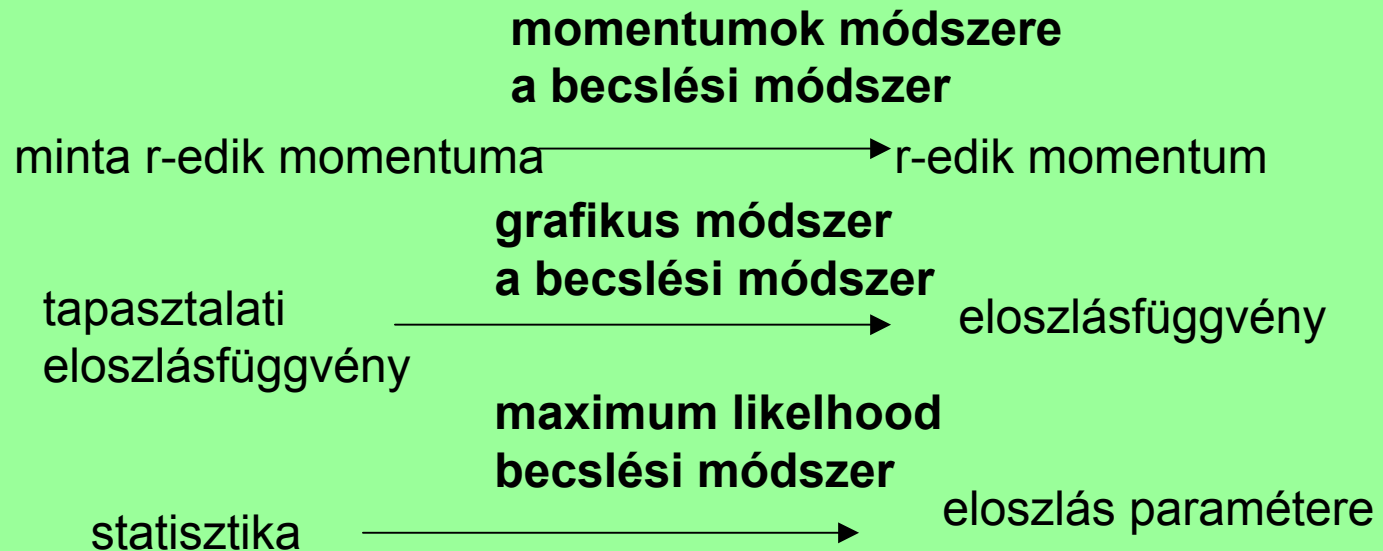 momentumok módszere
a becslési módszer
minta r-edik momentuma
r-edik momentum
grafikus módszer
a becslési módszer
tapasztalati
eloszlásfüggvény
eloszlásfüggvény
maximum likelhood
becslési módszer
statisztika
eloszlás paramétere